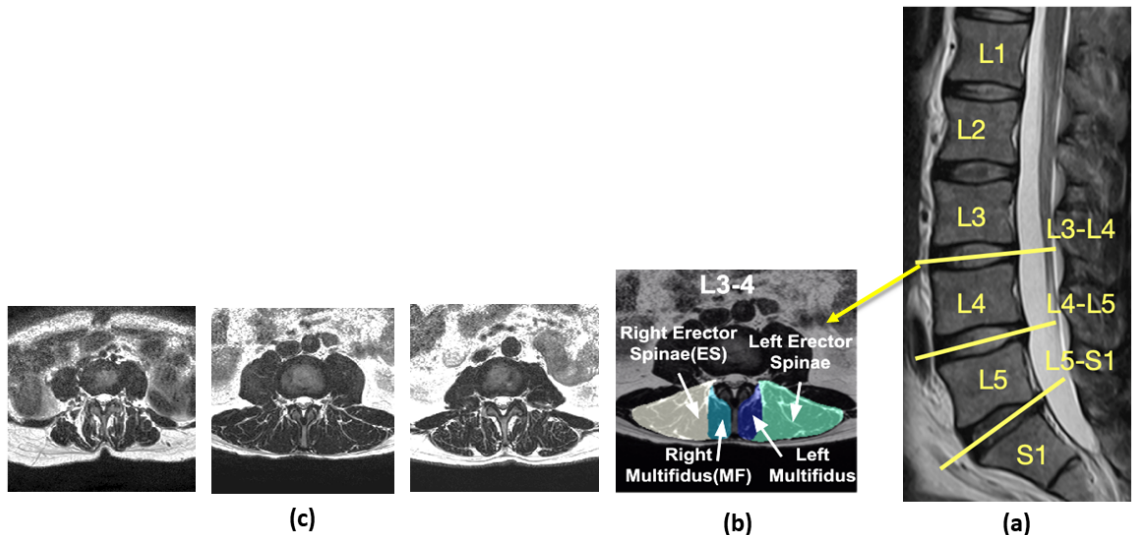 L1
L2
L3
L3-L4
L4
L4-L5
L5
L5-S1
S1
L3-4
Right Erector
Spinae(ES)
Left Erector
Spinae
Right
Multifidus(MF)
Left
Multifidus
(c)
(b)
(a)